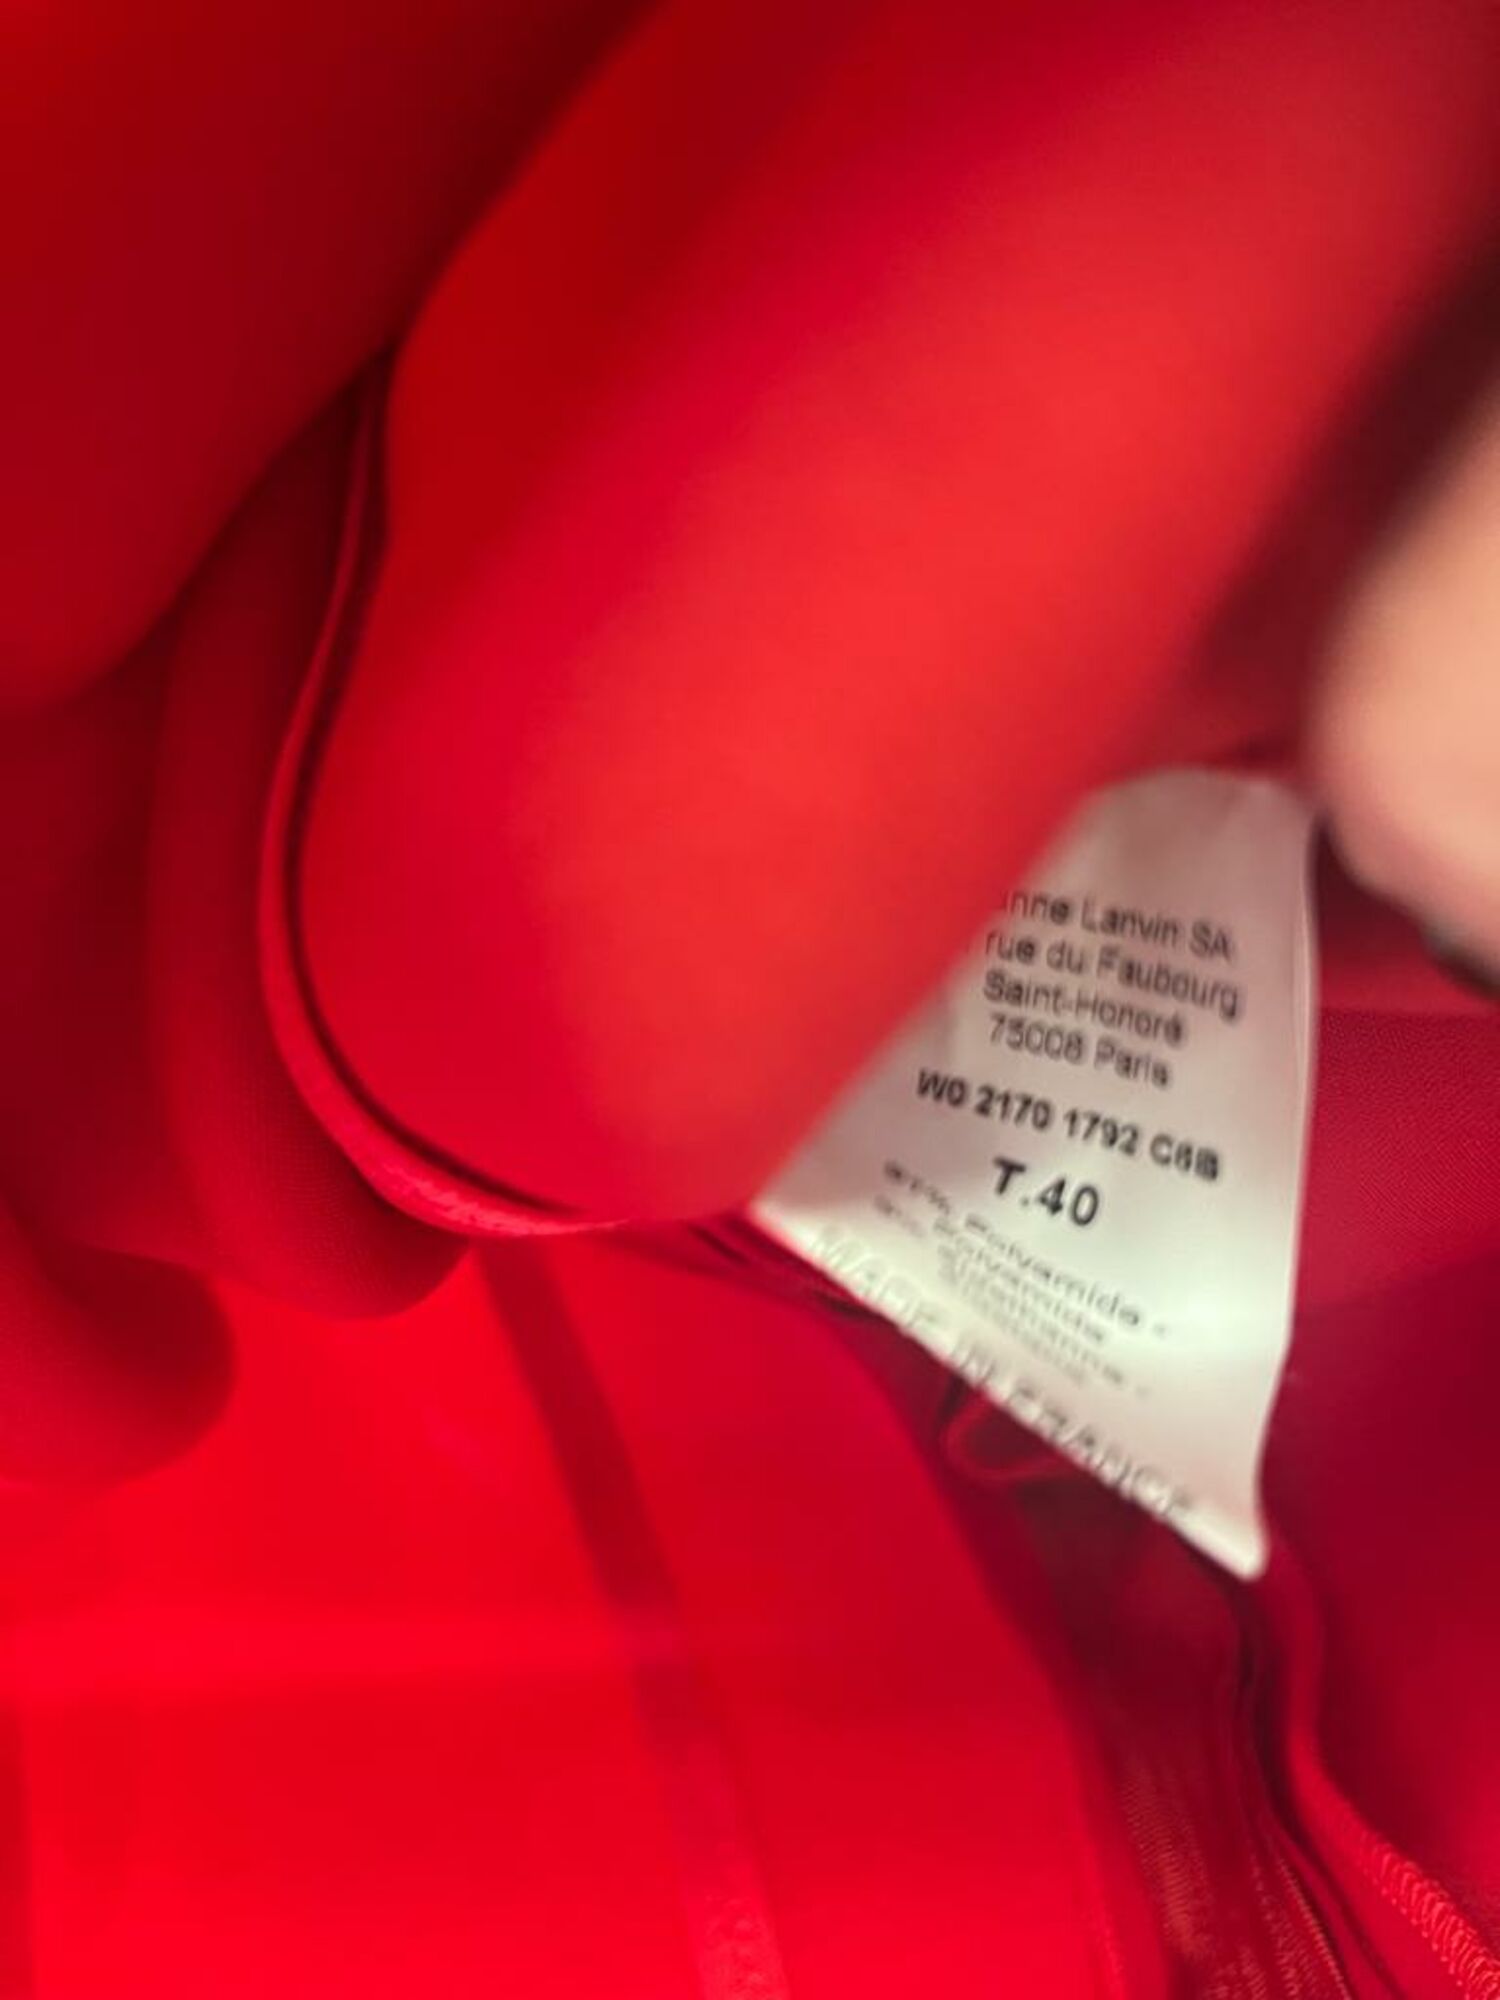 Lanvin SA
rue du Faubourg
Saint-Honoré
75008 Paris
W0 2170 1792 C6B
T.40
Polyamide -
MADE IN FRANCE